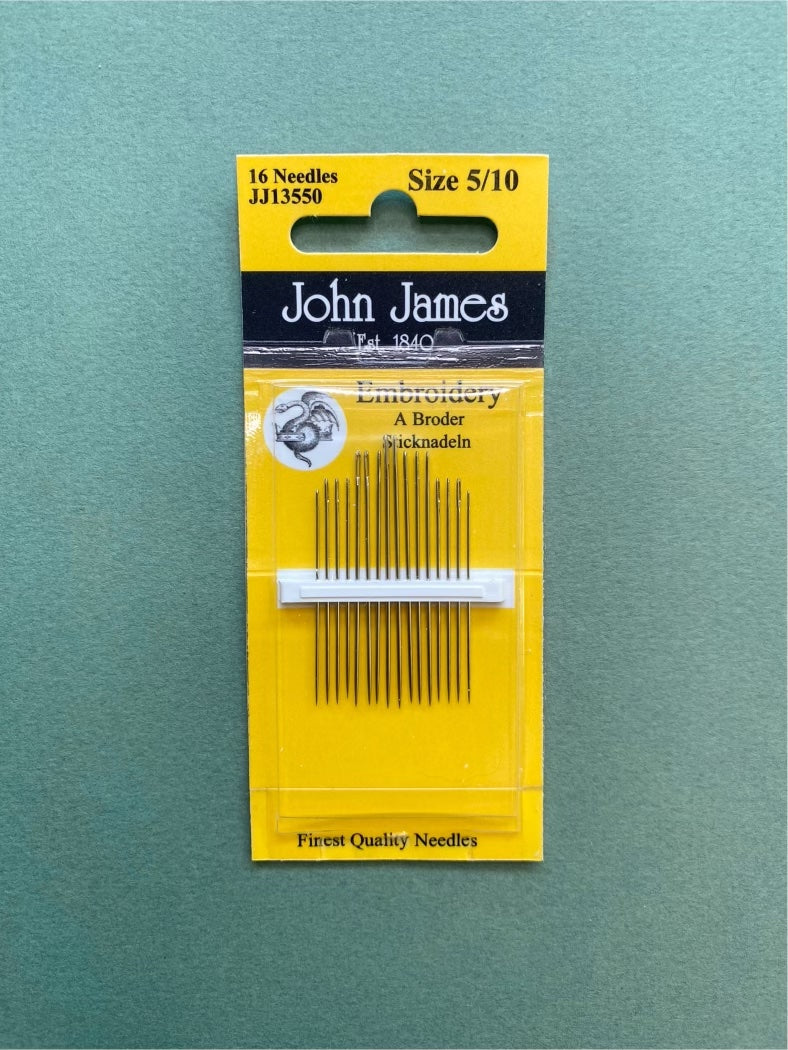 16 Needles
JJ13550
Size 5/10
John James
Est. 1840
Embroidery
A Broder
Sticknadeln
Finest Quality Needles